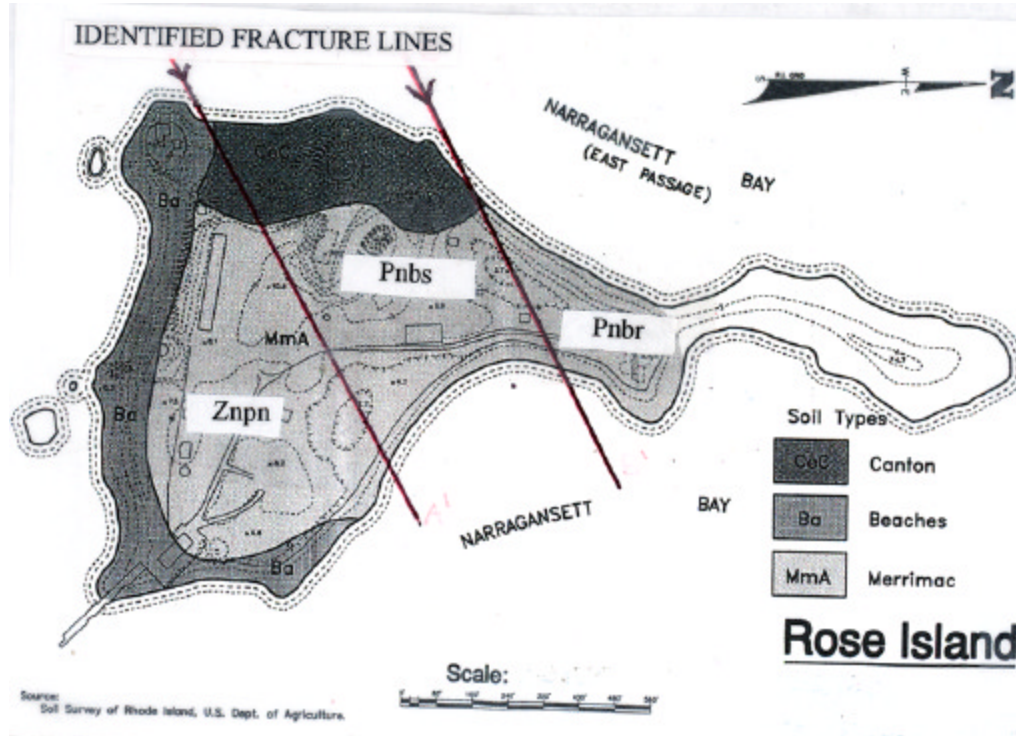 IDENTIFIED FRACTURE LINES
N
NARRAGANSETT
(EAST PASSAGE)
BAY
CeC
Ba
Pnbs
Pnbr
MmA
Znpn
Ba
Ba
NARRAGANSETT
BAY
Soil Types
CeC Canton
Ba Beaches
MmA Merrimac
Rose Island
Scale:
Source:
Soil Survey of Rhode Island, U.S. Dept. of Agriculture.